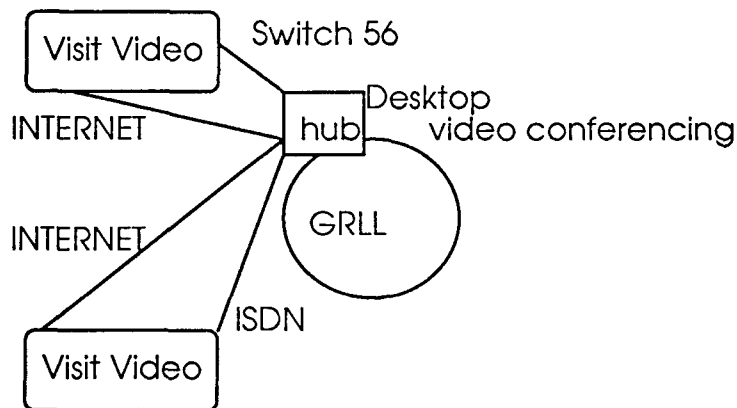 Switch 56
Visit Video
Desktop
INTERNET
hub
video conferencing
GRLL
INTERNET
ISDN
Visit Video